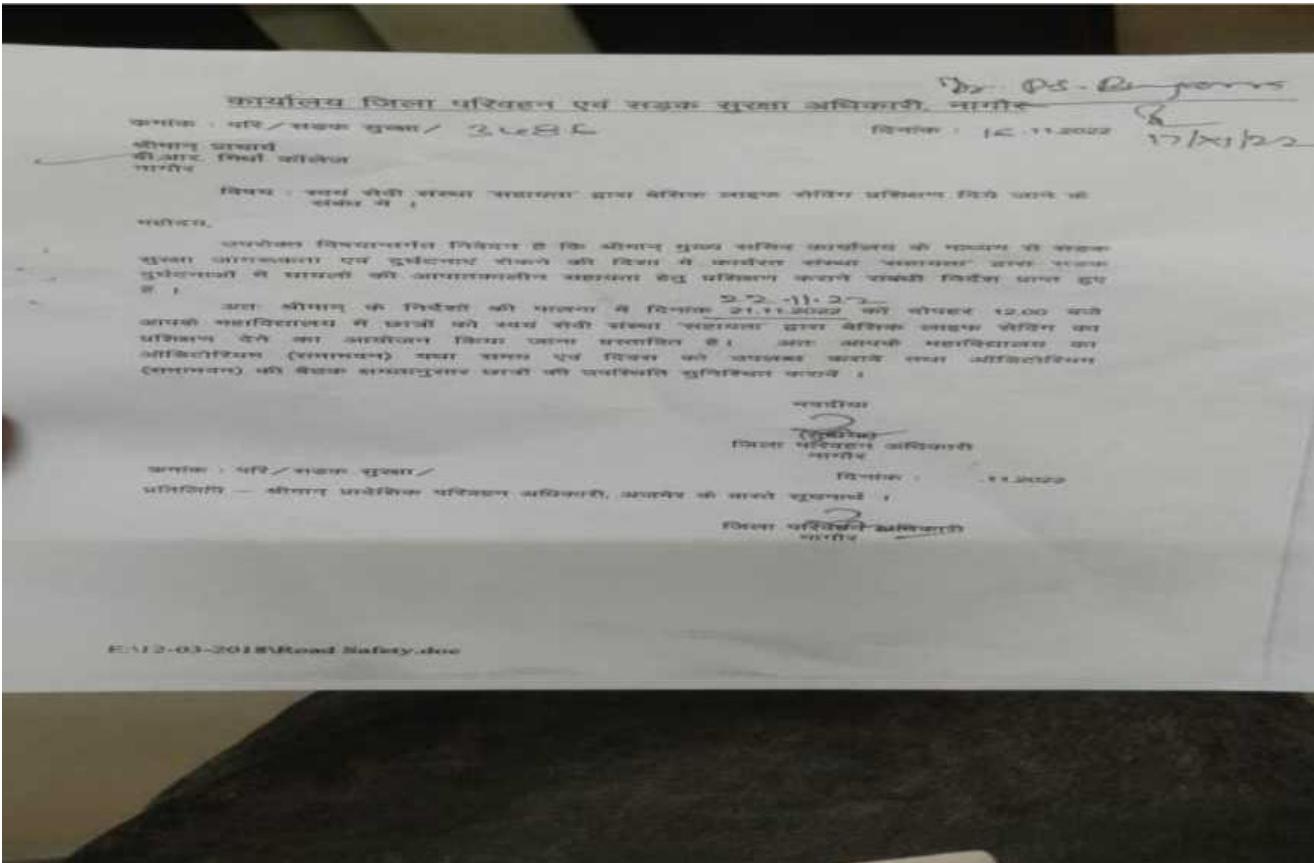 कार्यालय जिला परिवहन एवं सड़क सुरक्षा अधिकारी, नागौर
क्रमांक : परि/सड़क सुरक्षा/ दिनांक : .11.2022
17/XI/22
श्रीमान् प्राचार्य
बी.आर. मिर्धा कॉलेज
नागौर
विषय : स्वयं सेवी संस्था 'सहायता' द्वारा बेसिक लाइफ सेविंग प्रशिक्षण दिये जाने के
संबंध में ।
महोदय,
उपरोक्त विषयान्तर्गत निवेदन है कि श्रीमान् मुख्य सचिव कार्यालय के माध्यम से सड़क
सुरक्षा जागरूकता एवं दुर्घटनाएं रोकने की दिशा में कार्यरत संस्था 'सहायता' द्वारा सड़क
दुर्घटनाओं में घायलों की आपातकालीन सहायता हेतु प्रशिक्षण कराने संबंधी निर्देश प्राप्त हुए
है ।
22-11-22
अतः श्रीमान् के निर्देशों की पालना में दिनांक 21.11.2022 को दोपहर 12.00 बजे
आपके महाविद्यालय में छात्रों को स्वयं सेवी संस्था 'सहायता' द्वारा बेसिक लाइफ सेविंग का
प्रशिक्षण देने का आयोजन किया जाना प्रस्तावित है। अतः आपके महाविद्यालय का
ऑडिटोरियम (सभाभवन) यथा समय एवं दिवस को उपलब्ध करावें तथा ऑडिटोरियम
(सभाभवन) की बैठक क्षमतानुसार छात्रों की उपस्थिति सुनिश्चित करावें ।
भवदीया
जिला परिवहन अधिकारी
नागौर
क्रमांक : परि/सड़क सुरक्षा/ दिनांक : .11.2022
प्रतिलिपि – श्रीमान् प्रादेशिक परिवहन अधिकारी, अजमेर के वास्ते सूचनार्थ ।
जिला परिवहन अधिकारी
नागौर
E:\12-03-2018\Road Safety.doc